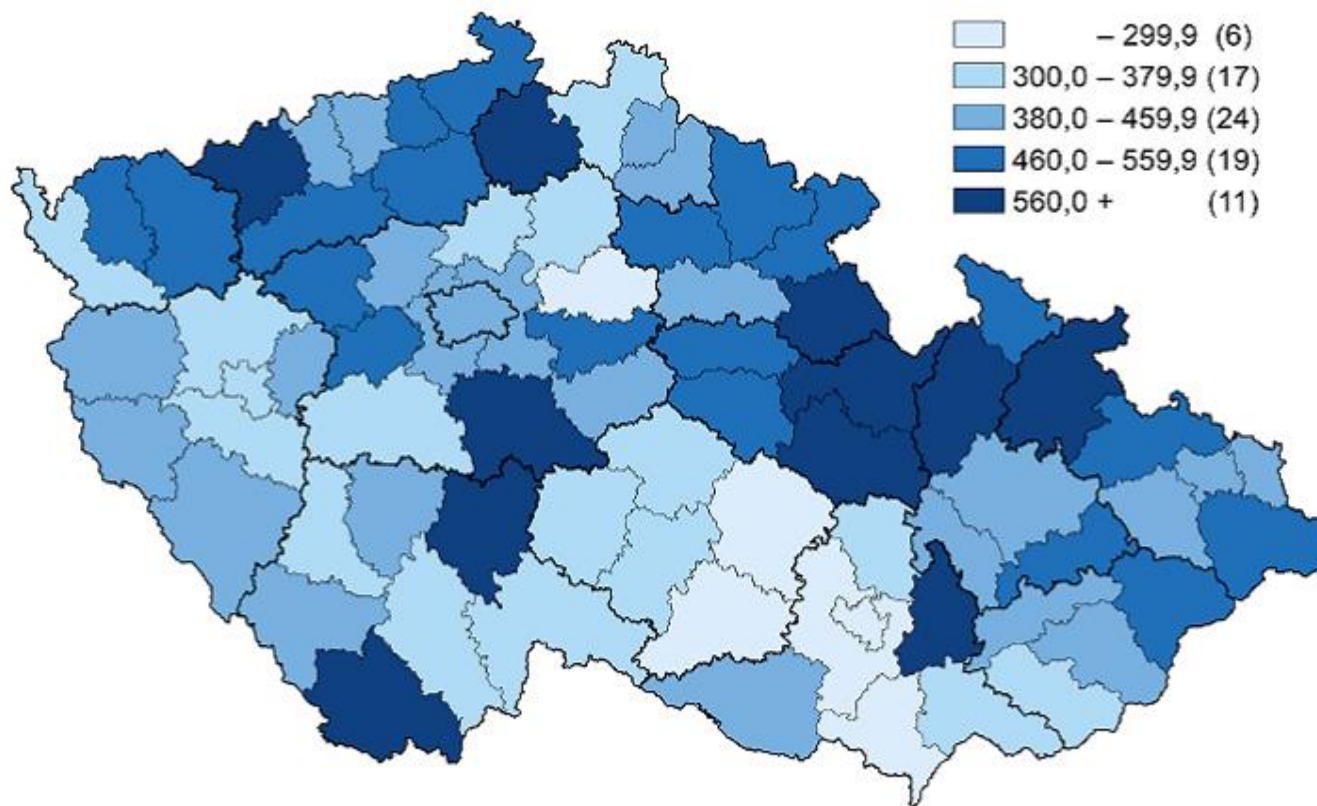 – 299,9 (6)
300,0 – 379,9 (17)
380,0 – 459,9 (24)
460,0 – 559,9 (19)
560,0 + (11)